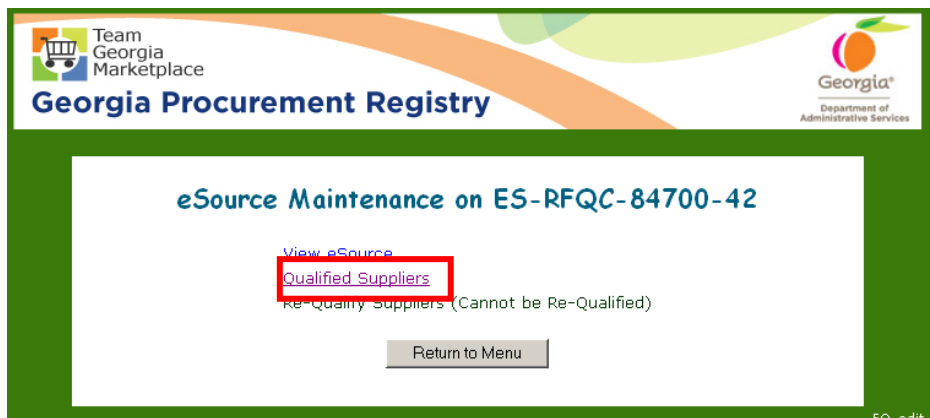 Team
Georgia
Marketplace
Georgia Procurement Registry
Georgia®
Department of
Administrative Services
eSource Maintenance on ES-RFQC-84700-42
View eSource
Qualified Suppliers
Re-Qualify Suppliers (Cannot be Re-Qualified)
Return to Menu
edit